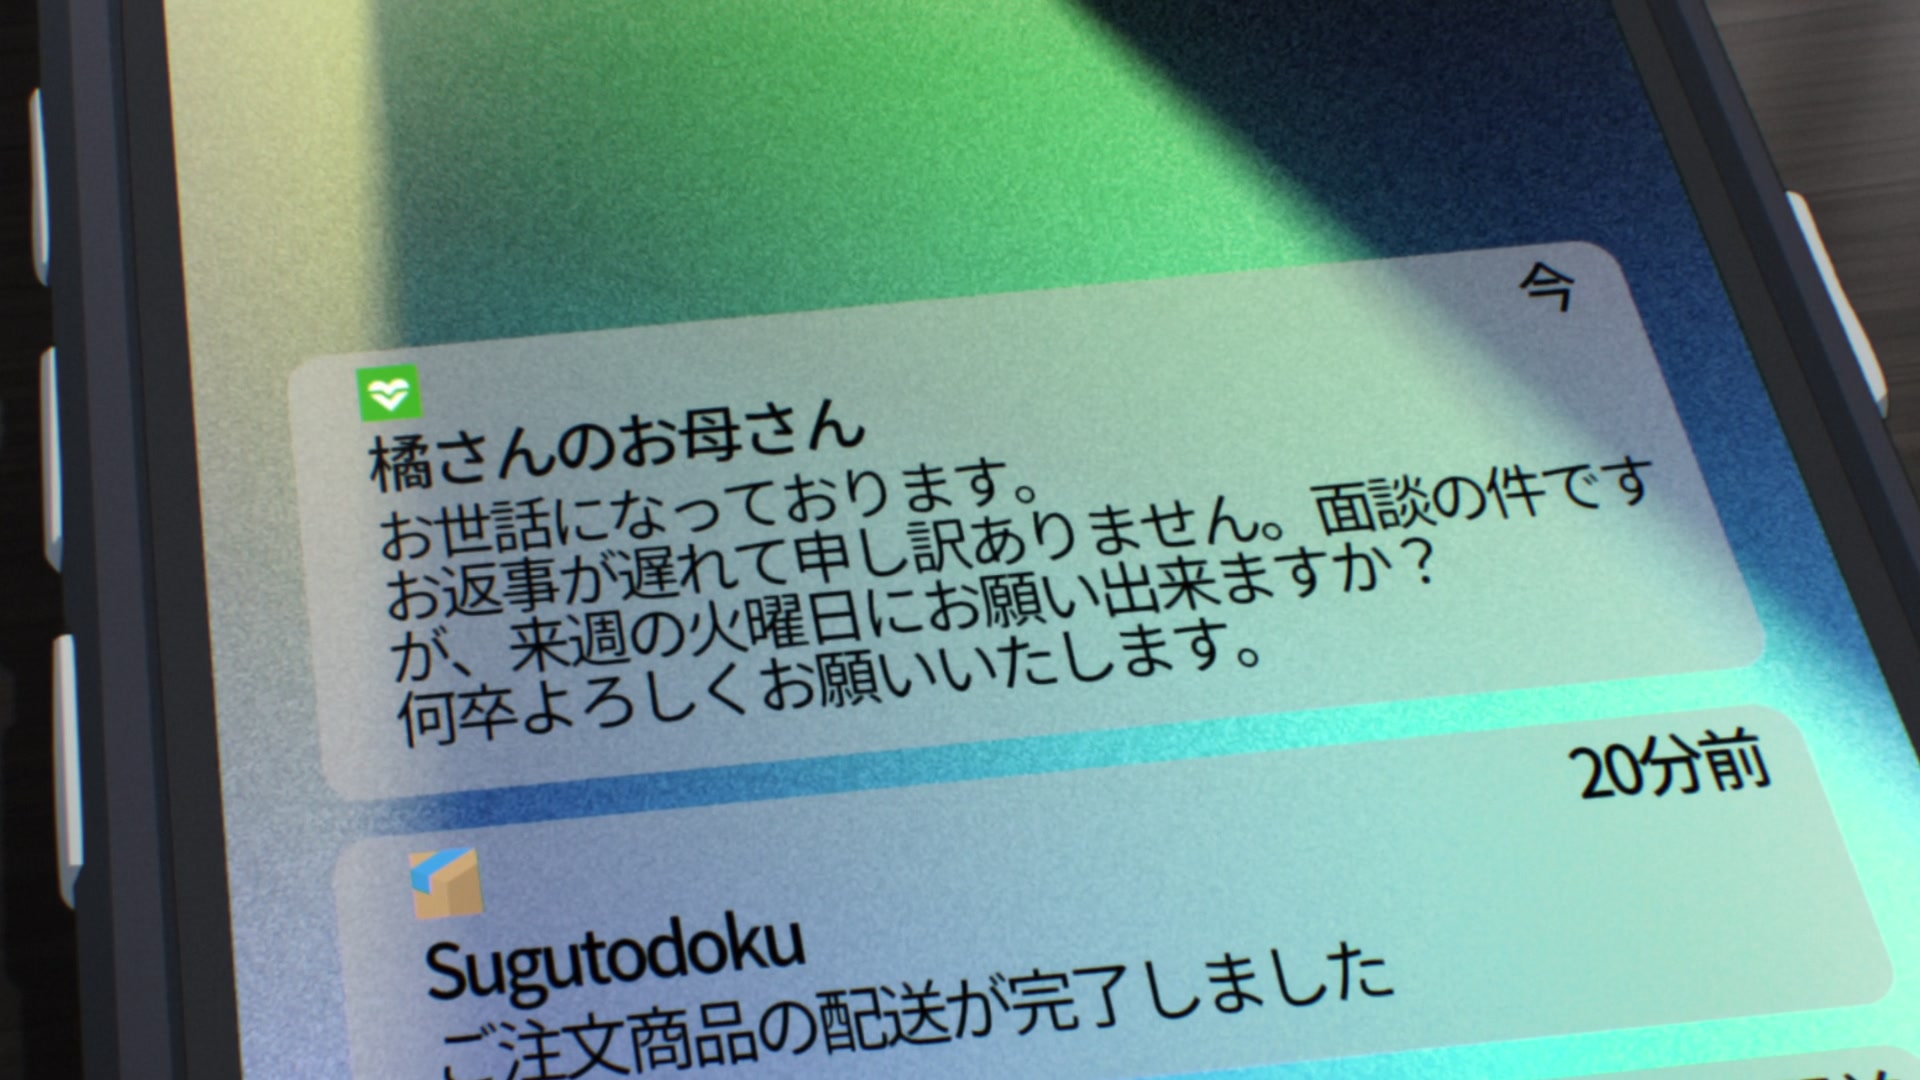 今
橘さんのお母さん
お世話になっております。
お返事が遅れて申し訳ありません。面談の件です
が、来週の火曜日にお願い出来ますか？
何卒よろしくお願いいたします。
20分前
Sugutodoku
ご注文商品の配送が完了しました